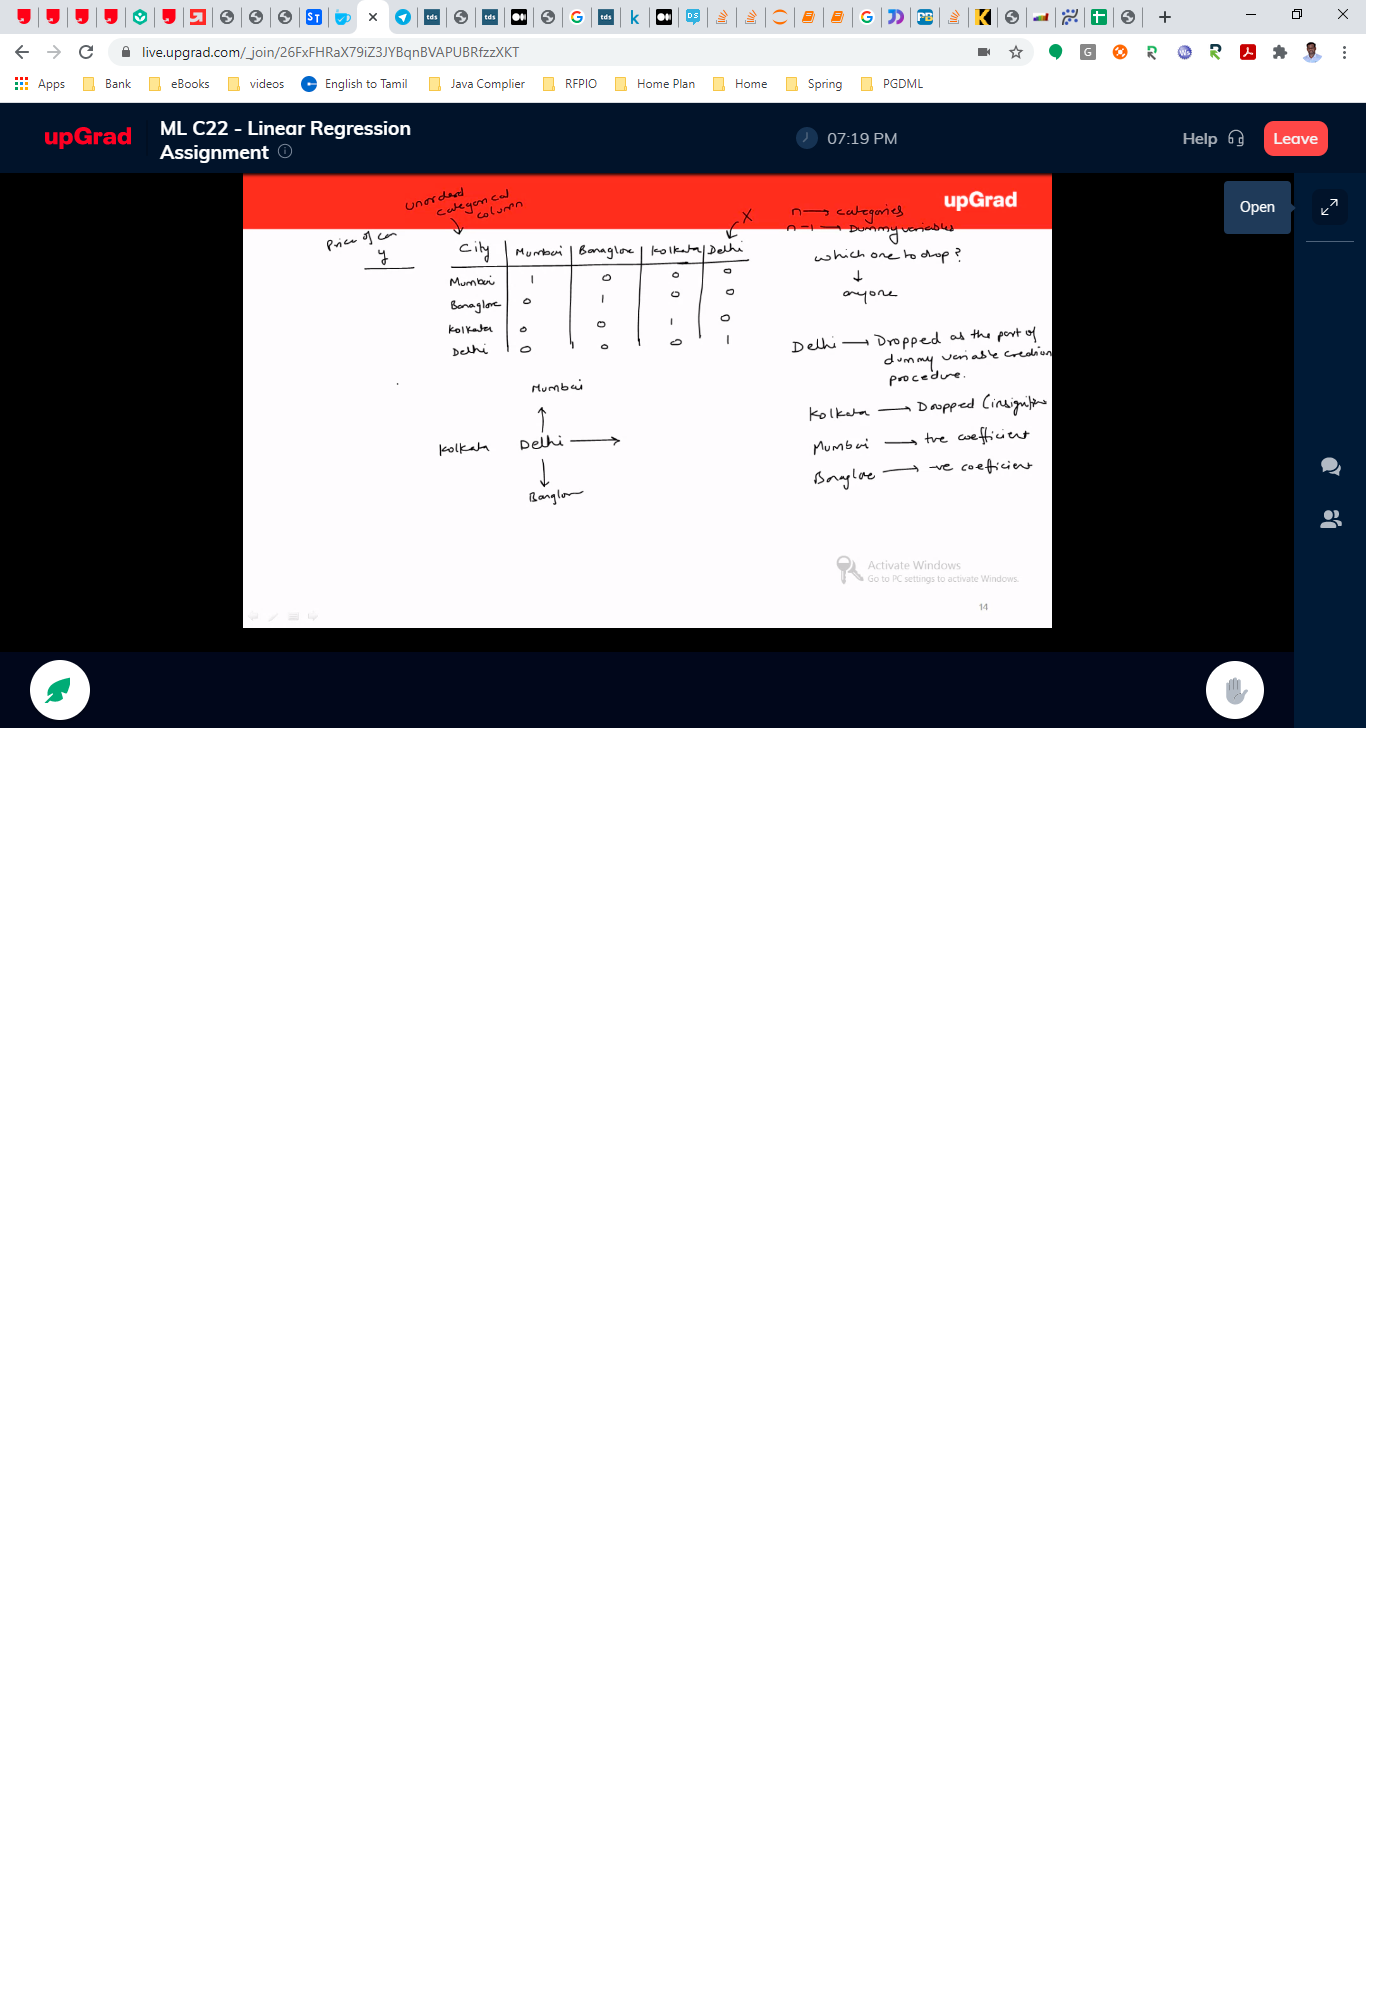 live.upgrad.com/_join/26FxFHRaX79iZ3JYBqnBVAPUBRfzzXKT
Apps Bank eBooks videos English to Tamil Java Complier RFPIO Home Plan Home Spring PGDML
upGrad
ML C22 - Linear Regression
Assignment
07:19 PM
Help
Leave
Open
upGrad
unordered
categorical
column
n → categories
n-1 → Dummy variables
X
Price of car
y
City Mumbai Banaglore Kolkata Delhi
Mumbai 1 0 0 0
Banaglore 0 1 0 0
Kolkata 0 0 1 0
Delhi 0 0 0 1
which one to drop?
↓
anyone
Delhi → Dropped as the part of
dummy variable creation
procedure.
Kolkata → Dropped
Mumbai → +ve coefficient
Banaglore → -ve coefficient
Mumbai
Kolkata Delhi →
Banglore
Activate Windows
Go to PC settings to activate Windows.
14